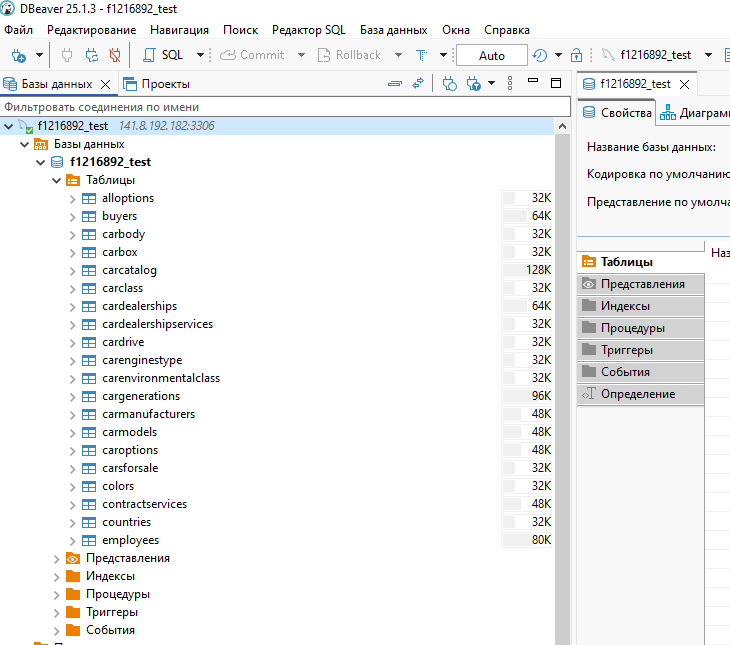 DBeaver 25.1.3 - f1216892_test
Файл Редактирование Навигация Поиск Редактор SQL База данных Окна Справка
SQL Commit Rollback T Auto f1216892_test
Базы данных Проекты
f1216892_test
Фильтровать соединения по имени
f1216892_test 141.8.192.182:3306
Базы данных
f1216892_test
Таблицы
alloptions 32K
buyers 64K
carbody 32K
carbox 32K
carcatalog 128K
carclass 32K
cardealerships 64K
cardealershipservices 32K
cardrive 32K
carenginestype 32K
carenvironmentalclass 32K
cargenerations 96K
carmanufacturers 48K
carmodels 48K
caroptions 48K
carsforsale 32K
colors 32K
contractservices 48K
countries 32K
employees 80K
Представления
Индексы
Процедуры
Триггеры
События
Свойства Диаграм
Название базы данных:
Кодировка по умолчанию
Представление по умолча
Наз
Таблицы
Представления
Индексы
Процедуры
Триггеры
События
Определение